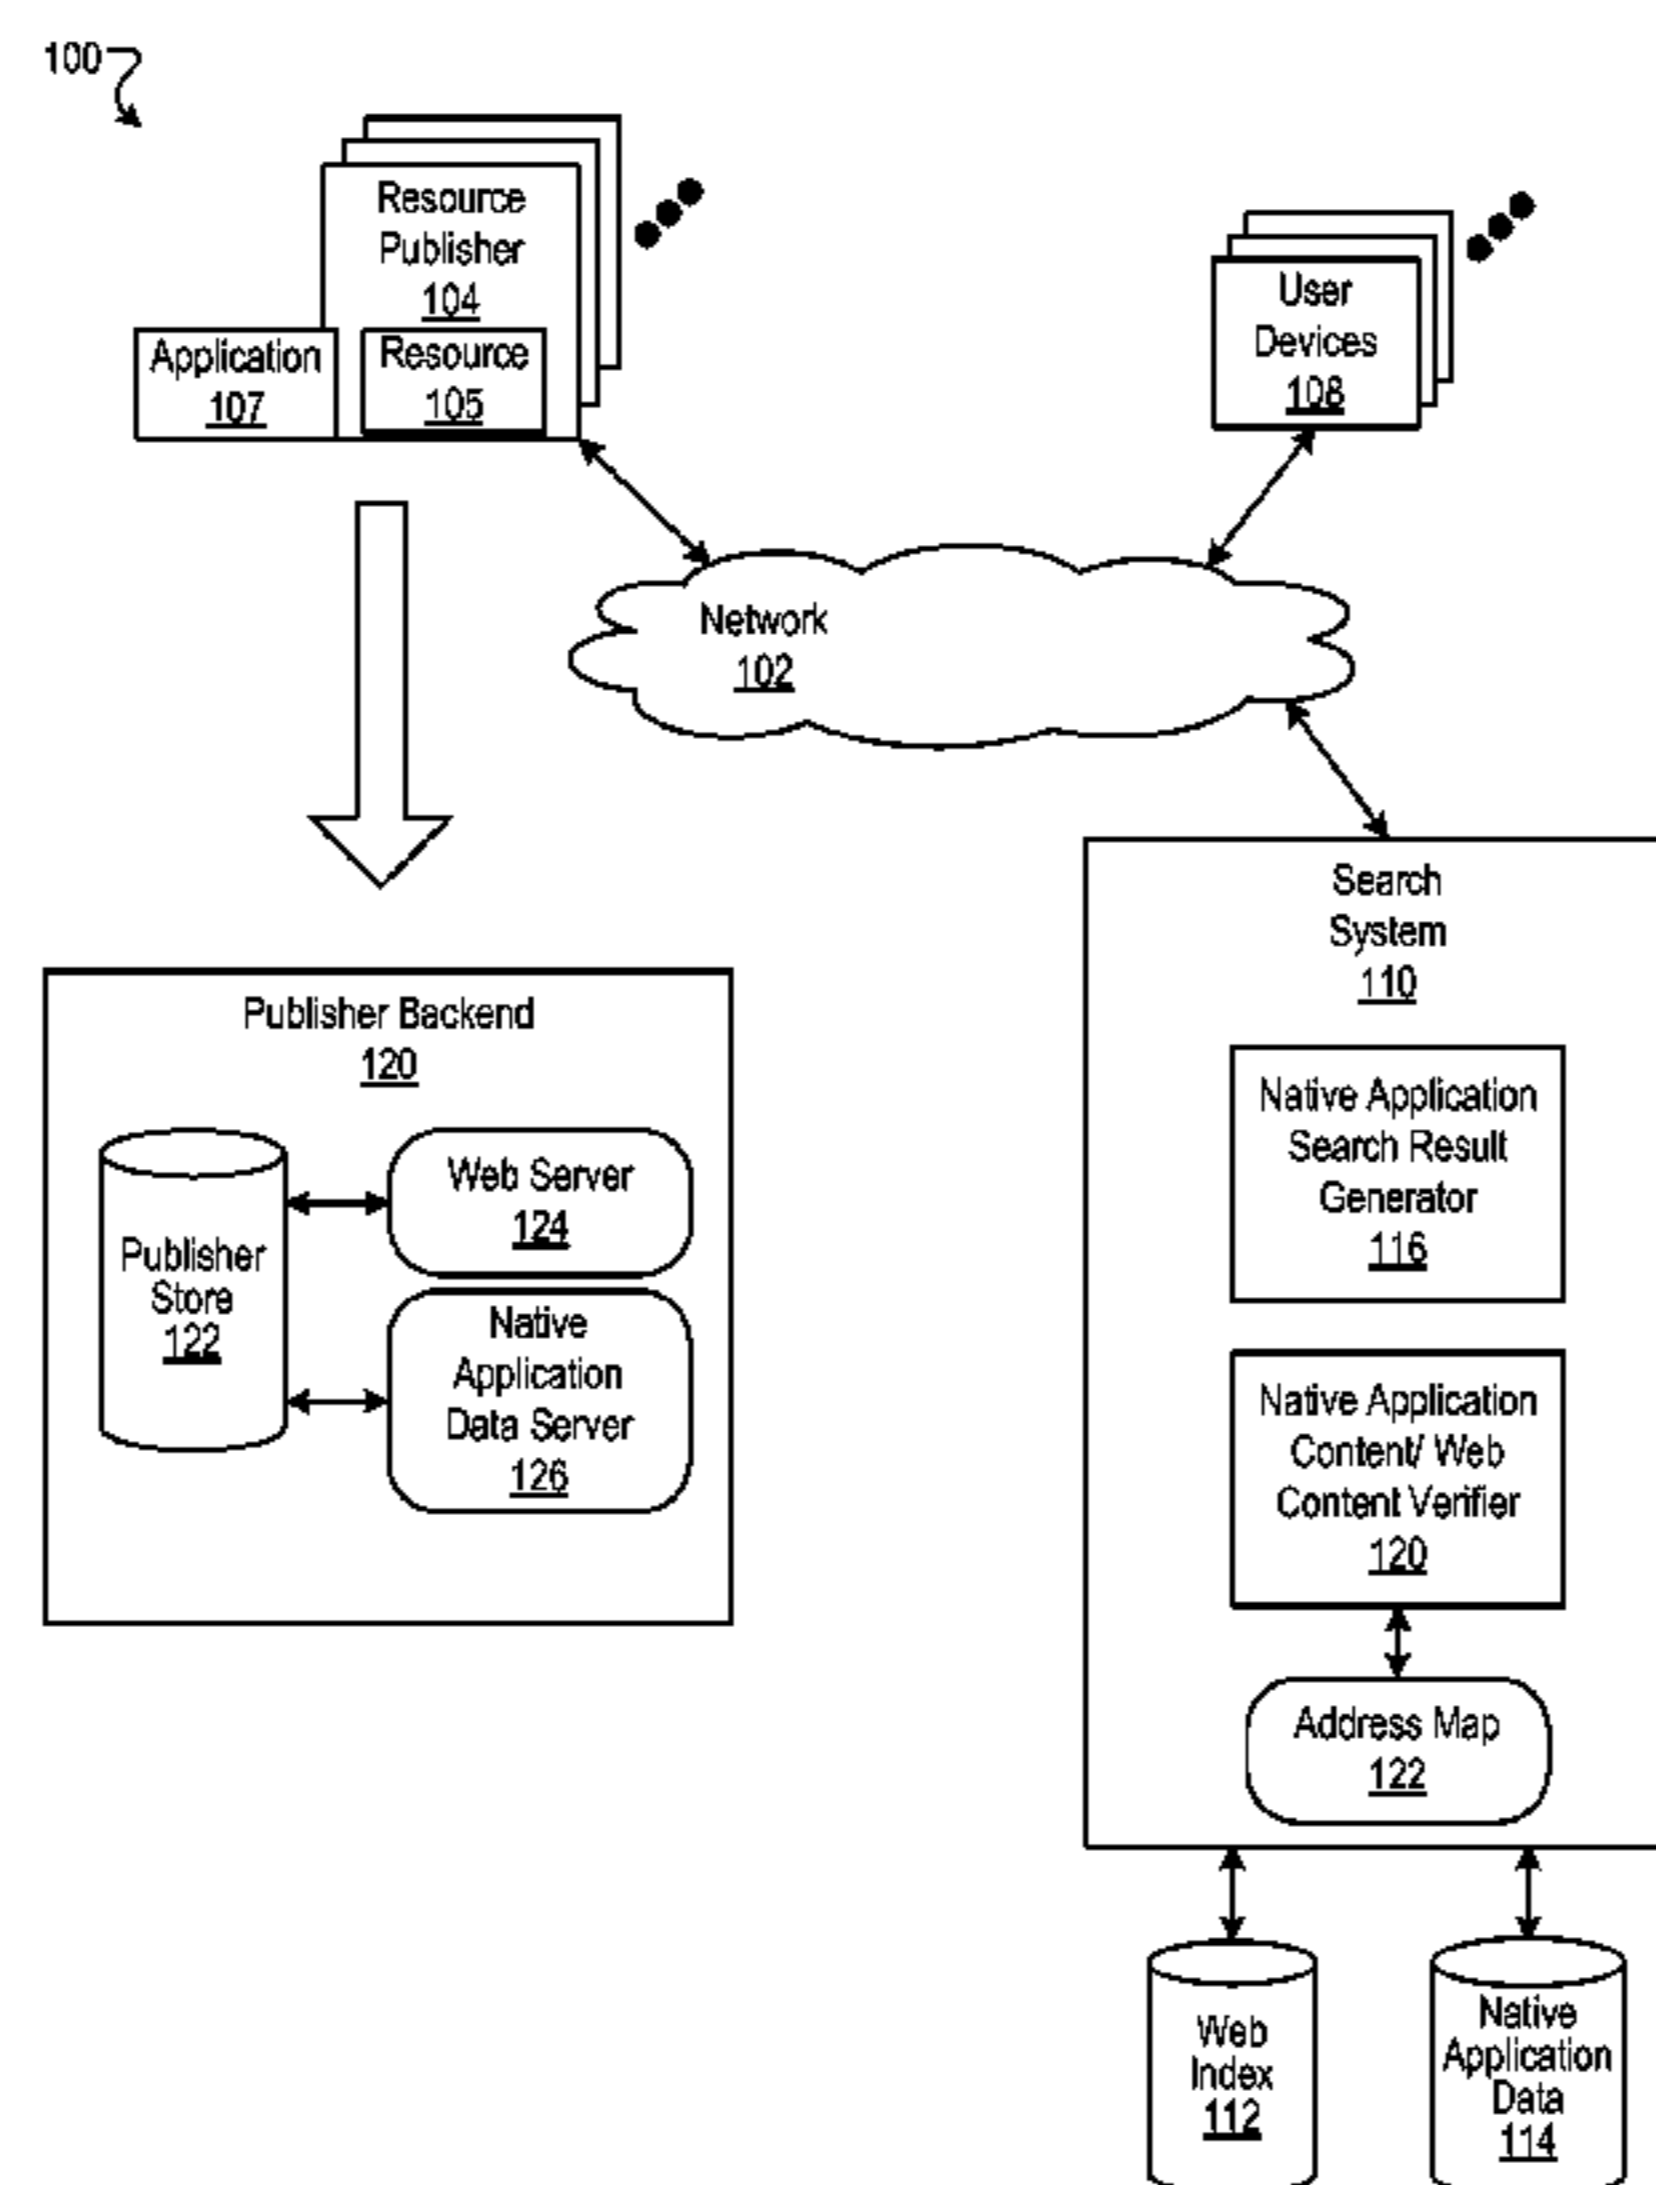 100
Resource
Publisher
104
Application
107
Resource
105
User
Devices
108
Network
102
Search
System
110
Publisher Backend
120
Publisher
Store
122
Web Server
124
Native
Application
Data Server
126
Native Application
Search Result
Generator
116
Native Application
Content/ Web
Content Verifier
120
Address Map
122
Web
Index
112
Native
Application
Data
114